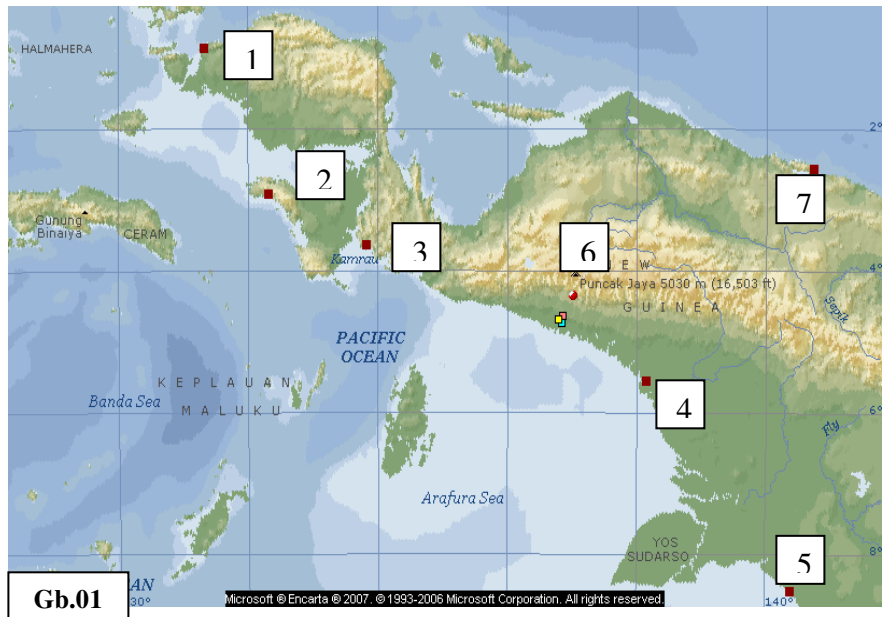 HALMAHERA
1
2°
2
7
Gunung
Binaiya
CERAM
3
6
Kamrau
4°
N E W
Puncak Jaya 5030 m (16,503 ft)
G U I N E A
Sepik
PACIFIC
OCEAN
K E P L A U A N
Banda Sea
M A L U K U
4
6°
Fly
Arafura Sea
YOS
SUDARSO
5
8°
Gb.01
AN
30°
Microsoft ® Encarta ® 2007. © 1993-2006 Microsoft Corporation. All rights reserved.
140°